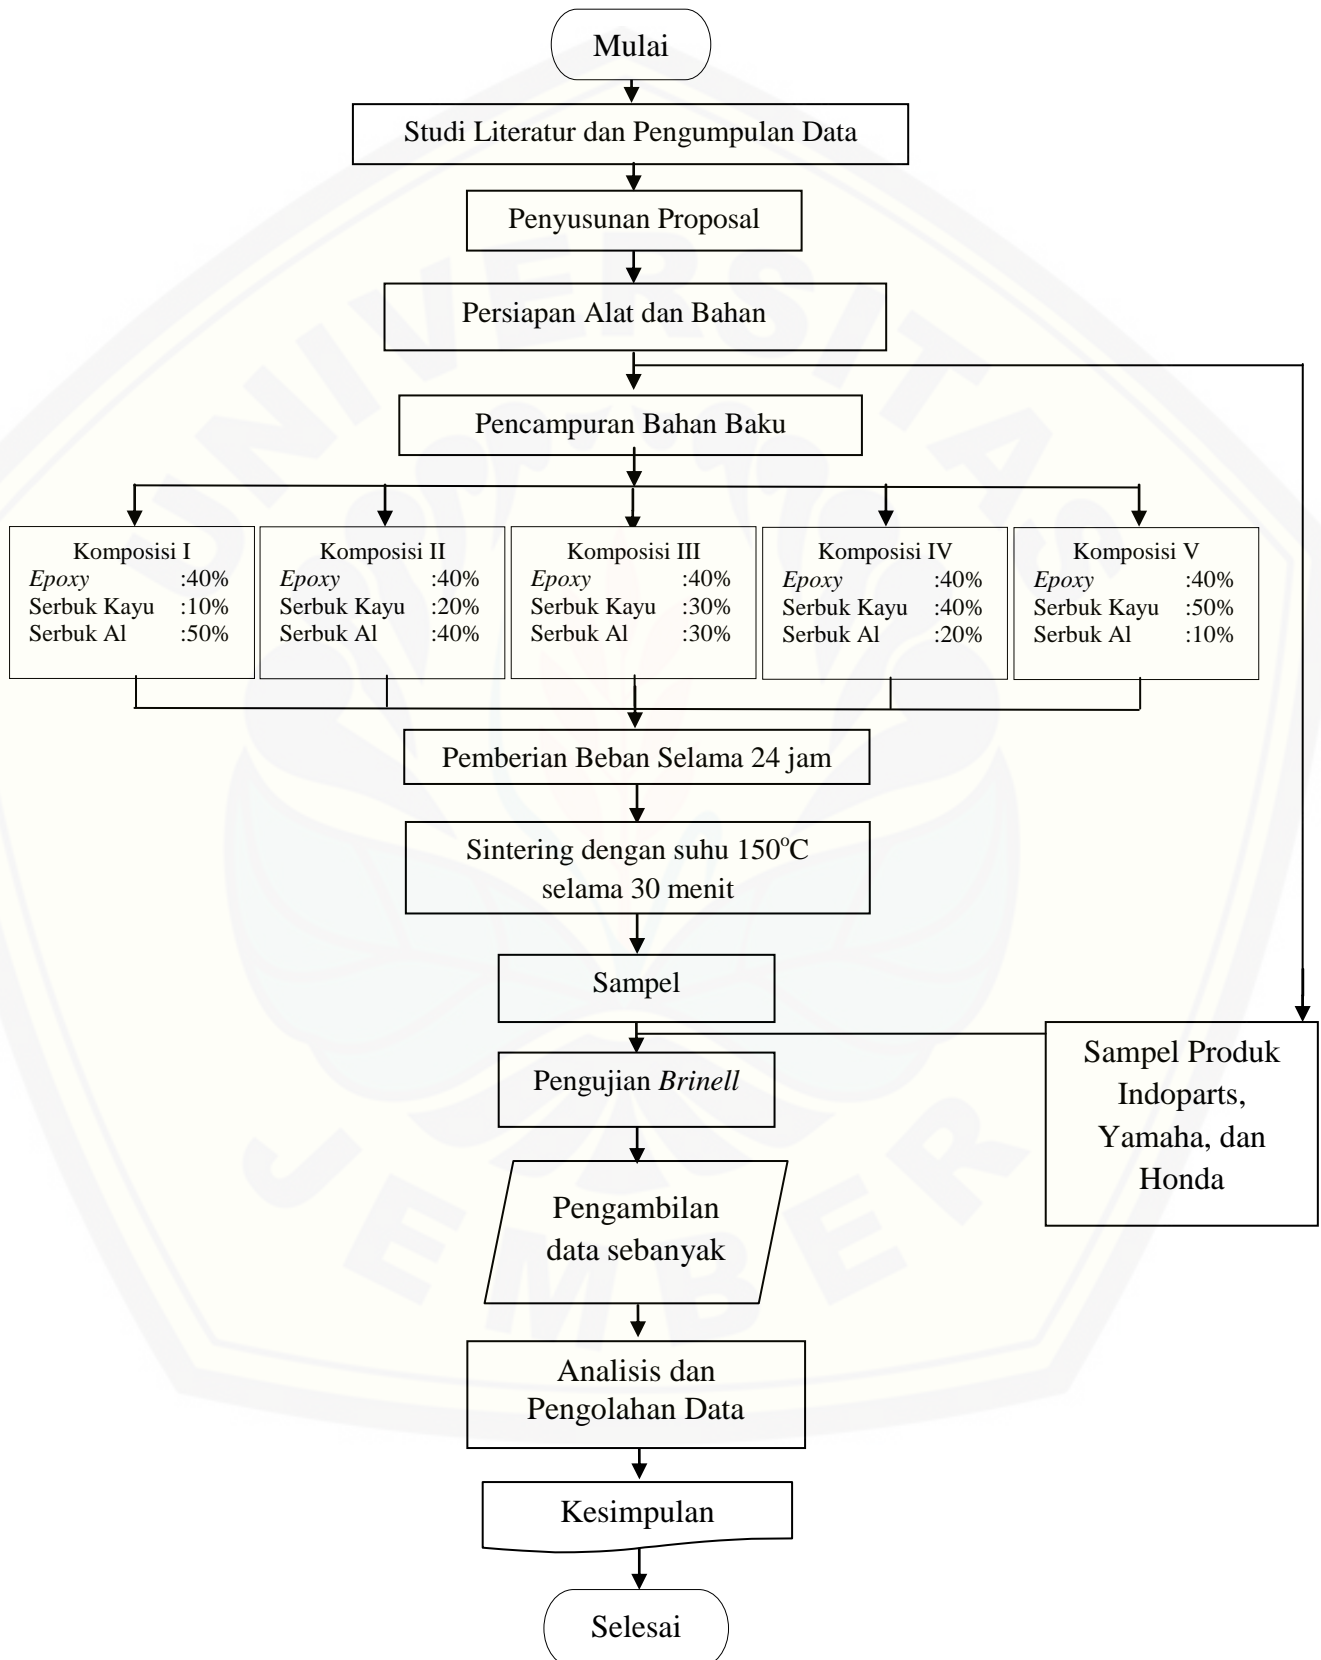 Mulai
Studi Literatur dan Pengumpulan Data
Penyusunan Proposal
Persiapan Alat dan Bahan
Pencampuran Bahan Baku
Komposisi I
Epoxy :40%
Serbuk Kayu :10%
Serbuk Al :50%
Komposisi II
Epoxy :40%
Serbuk Kayu :20%
Serbuk Al :40%
Komposisi III
Epoxy :40%
Serbuk Kayu :30%
Serbuk Al :30%
Komposisi IV
Epoxy :40%
Serbuk Kayu :40%
Serbuk Al :20%
Komposisi V
Epoxy :40%
Serbuk Kayu :50%
Serbuk Al :10%
Pemberian Beban Selama 24 jam
Sintering dengan suhu 150°C
selama 30 menit
Sampel
Pengujian Brinell
Sampel Produk
Indoparts,
Yamaha, dan
Honda
Pengambilan
data sebanyak
Analisis dan
Pengolahan Data
Kesimpulan
Selesai
UNIVERSITAS
JEMBER